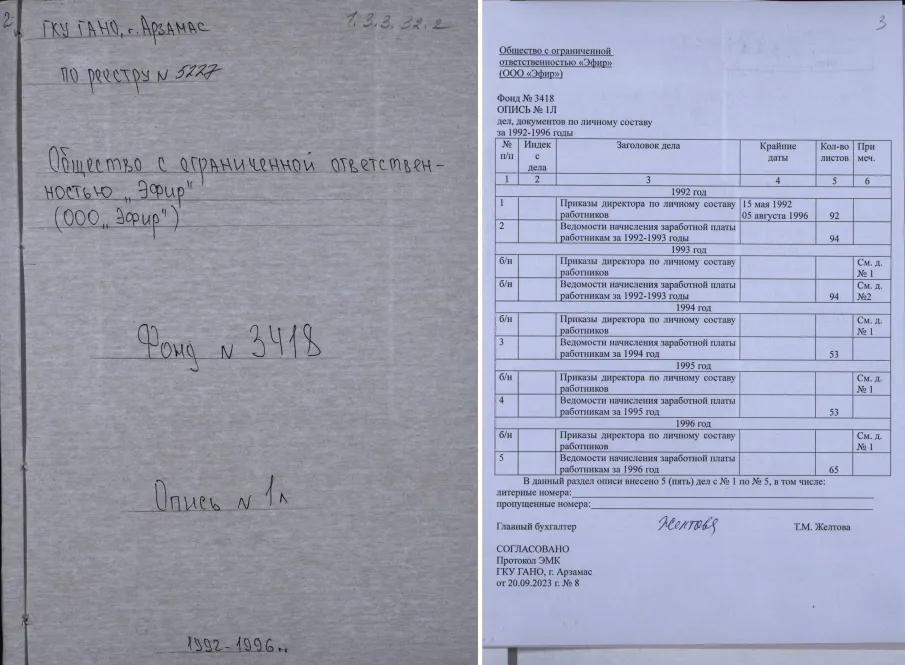 2
ГКУ ГАНО, г. Арзамас
1.3.3.32.2
по реестру N 5227
Общество с ограниченной ответствен-
ностью „Эфир"
(ООО „Эфир")
Фонд N 3418
Опись N 1л
1992-1996гг.
3
Общество с ограниченной
ответственностью «Эфир»
(ООО «Эфир»)
Фонд № 3418
ОПИСЬ № 1Л
дел, документов по личному составу
за 1992-1996 годы
№ п/п Индекс дела Заголовок дела Крайние даты Кол-во листов При меч.
1 2 3 4 5 6
1992 год
1 Приказы директора по личному составу 15 мая 1992
работников 05 августа 1996 92
2 Ведомости начисления заработной платы
работникам за 1992-1993 годы 94
1993 год
б/н Приказы директора по личному составу См. д.
работников № 1
б/н Ведомости начисления заработной платы См. д.
работникам за 1992-1993 годы 94 №2
1994 год
б/н Приказы директора по личному составу См. д.
работников № 1
3 Ведомости начисления заработной платы
работникам за 1994 год 53
1995 год
б/н Приказы директора по личному составу См. д.
работников № 1
4 Ведомости начисления заработной платы
работникам за 1995 год 53
1996 год
б/н Приказы директора по личному составу См. д.
работников № 1
5 Ведомости начисления заработной платы
работникам за 1996 год 65
В данный раздел описи внесено 5 (пять) дел с № 1 по № 5, в том числе:
литерные номера:
пропущенные номера:
Главный бухгалтер Желтова Т.М. Желтова
СОГЛАСОВАНО
Протокол ЭМК
ГКУ ГАНО, г. Арзамас
от 20.09.2023 г. № 8